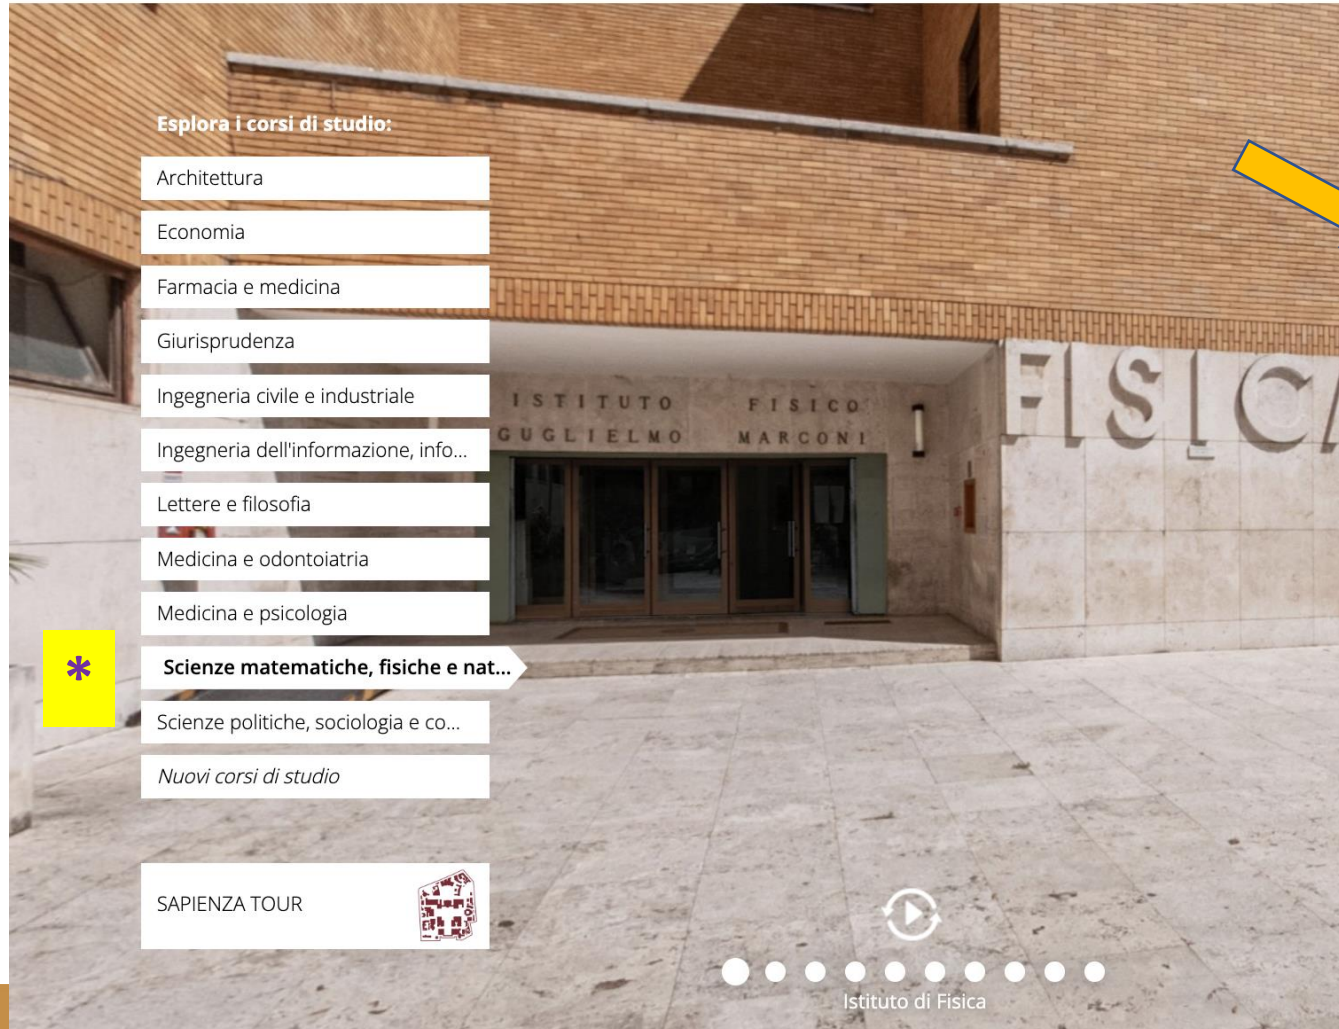 Esplora i corsi di studio:
Architettura
Economia
Farmacia e medicina
Giurisprudenza
Ingegneria civile e industriale
Ingegneria dell'informazione, info...
Lettere e filosofia
Medicina e odontoiatria
Medicina e psicologia
* Scienze matematiche, fisiche e nat...
Scienze politiche, sociologia e co...
Nuovi corsi di studio
SAPIENZA TOUR
ISTITUTO FISICO
GUGLIELMO MARCONI
FISICA
Istituto di Fisica